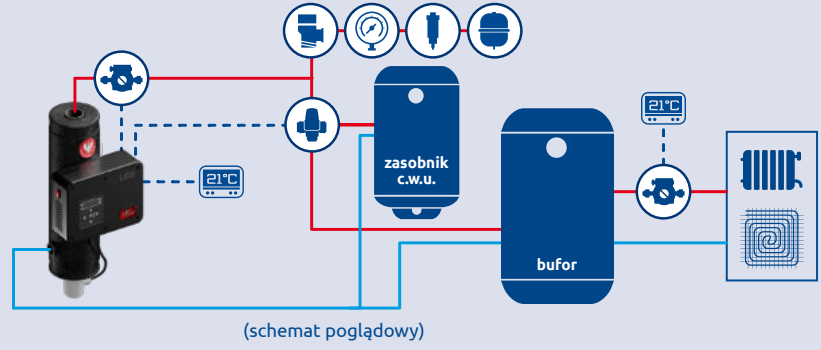 zasobnik
c.w.u.
21°C
21°C
bufor
(schemat poglądowy)